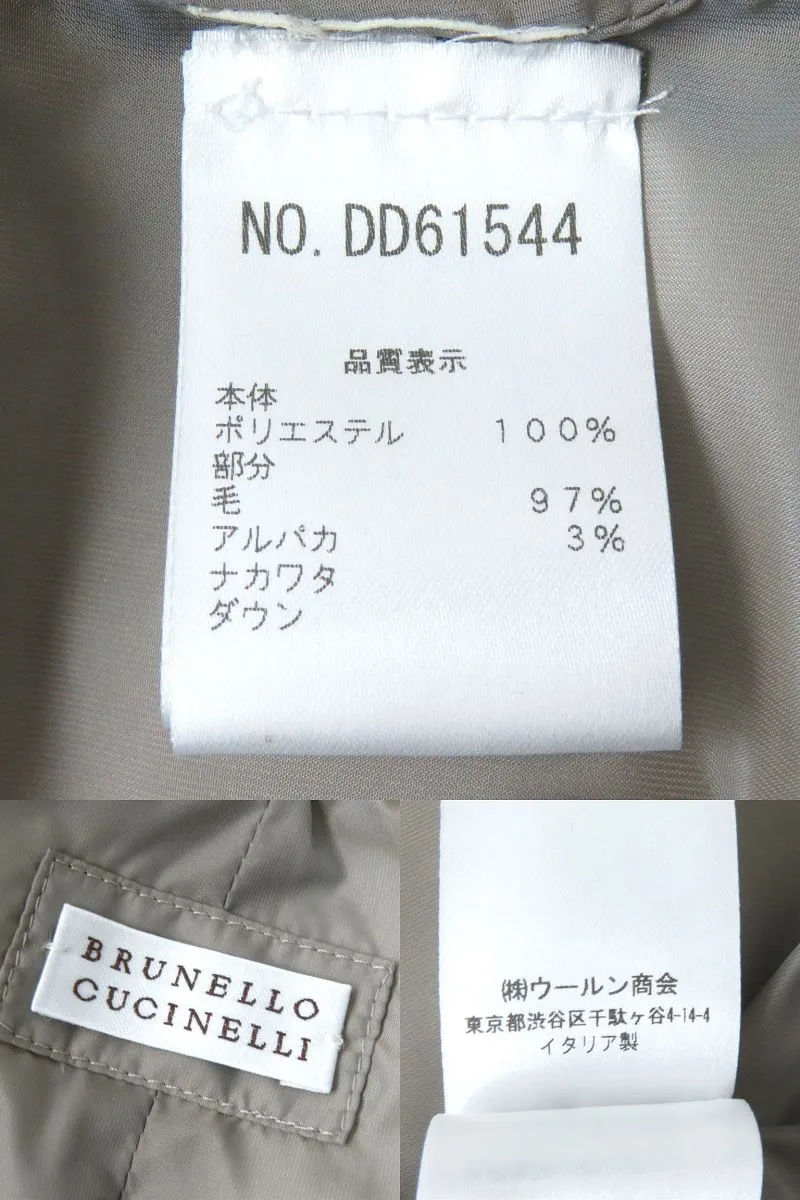 NO. DD61544
品質表示
本体
ポリエステル 100%
部分
毛 97%
アルパカ 3%
ナカワタ
ダウン
BRUNELLO
CUCINELLI
㈱ウールン商会
東京都渋谷区千駄ヶ谷4-14-4
イタリア製